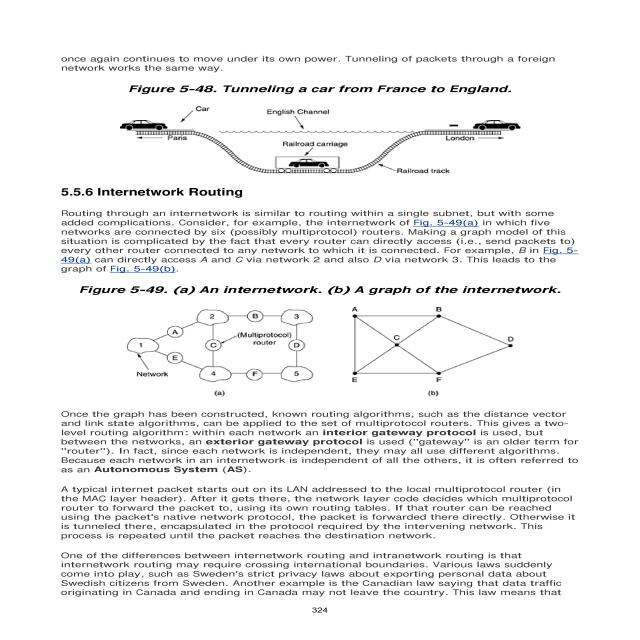 once again continues to move under its own power. Tunneling of packets through a foreign
network works the same way.
Figure 5-48. Tunneling a car from France to England.
Car
English Channel
Paris
Railroad carriage
London
Railroad track
5.5.6 Internetwork Routing
Routing through an internetwork is similar to routing within a single subnet, but with some
added complications. Consider, for example, the internetwork of Fig. 5-49(a) in which five
networks are connected by six (possibly multiprotocol) routers. Making a graph model of this
situation is complicated by the fact that every router can directly access (i.e., send packets to)
every other router connected to any network to which it is connected. For example, B in Fig. 5-
49(a) can directly access A and C via network 2 and also D via network 3. This leads to the
graph of Fig. 5-49(b).
Figure 5-49. (a) An internetwork. (b) A graph of the internetwork.
2 B 3
A
(Multiprotocol)
router
1 C D
E
Network
4 F 5
(a)
A B
C
D
E F
(b)
Once the graph has been constructed, known routing algorithms, such as the distance vector
and link state algorithms, can be applied to the set of multiprotocol routers. This gives a two-
level routing algorithm: within each network an interior gateway protocol is used, but
between the networks, an exterior gateway protocol is used ("gateway" is an older term for
"router"). In fact, since each network is independent, they may all use different algorithms.
Because each network in an internetwork is independent of all the others, it is often referred to
as an Autonomous System (AS).
A typical internet packet starts out on its LAN addressed to the local multiprotocol router (in
the MAC layer header). After it gets there, the network layer code decides which multiprotocol
router to forward the packet to, using its own routing tables. If that router can be reached
using the packet's native network protocol, the packet is forwarded there directly. Otherwise it
is tunneled there, encapsulated in the protocol required by the intervening network. This
process is repeated until the packet reaches the destination network.
One of the differences between internetwork routing and intranetwork routing is that
internetwork routing may require crossing international boundaries. Various laws suddenly
come into play, such as Sweden's strict privacy laws about exporting personal data about
Swedish citizens from Sweden. Another example is the Canadian law saying that data traffic
originating in Canada and ending in Canada may not leave the country. This law means that
324